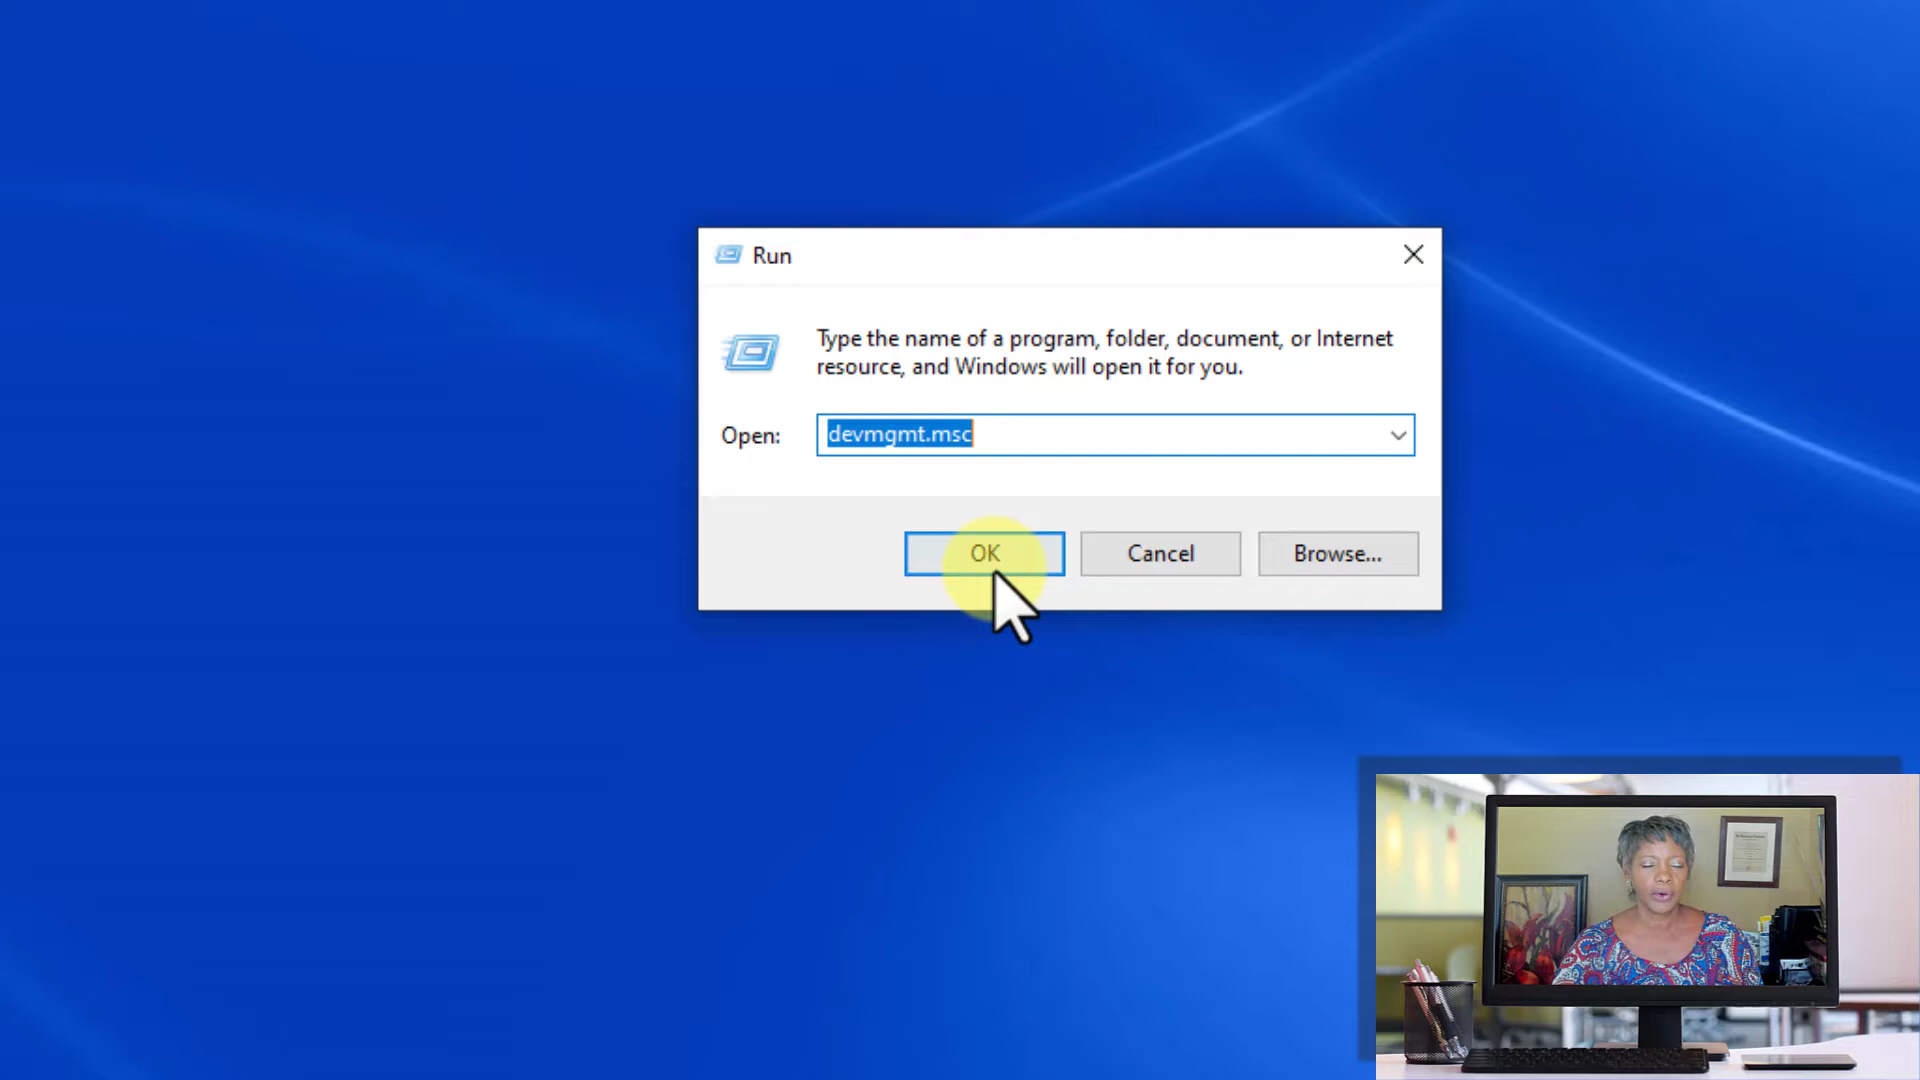 Run
Type the name of a program, folder, document, or Internet
resource, and Windows will open it for you.
Open:
devmgmt.msc
OK
Cancel
Browse...